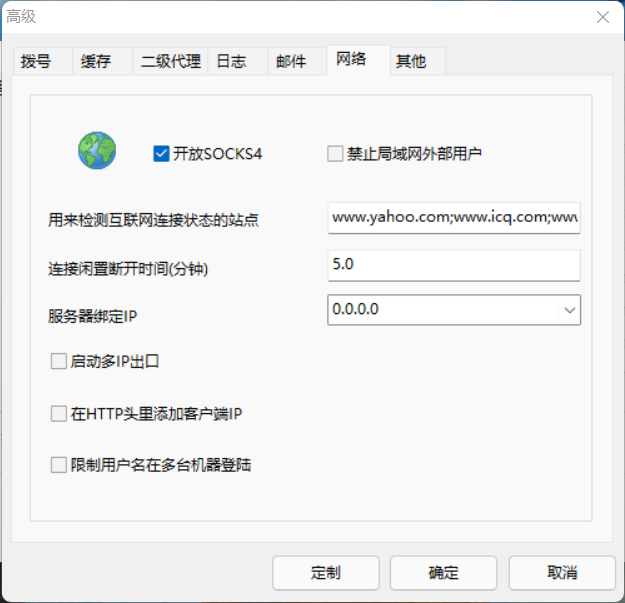 高级
拨号 缓存 二级代理 日志 邮件 网络 其他
开放SOCKS4 禁止局域网外部用户
用来检测互联网连接状态的站点 www.yahoo.com;www.icq.com;ww
连接闲置断开时间(分钟) 5.0
服务器绑定IP 0.0.0.0
启动多IP出口
在HTTP头里添加客户端IP
限制用户名在多台机器登陆
定制 确定 取消